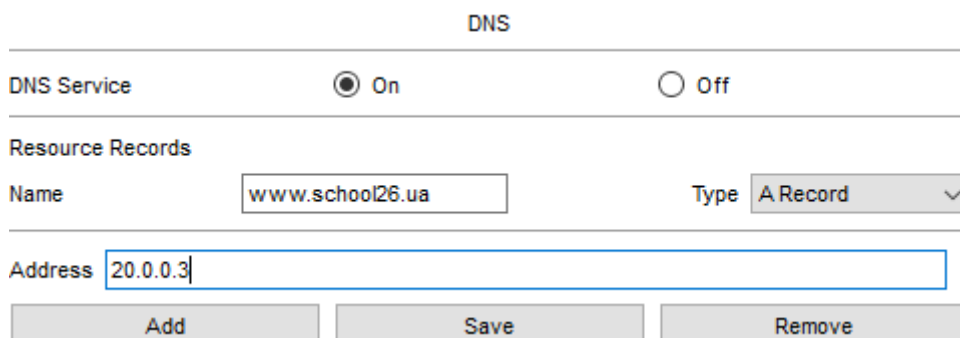 DNS
DNS Service On Off
Resource Records
Name www.school26.ua Type A Record
Address 20.0.0.3
Add Save Remove